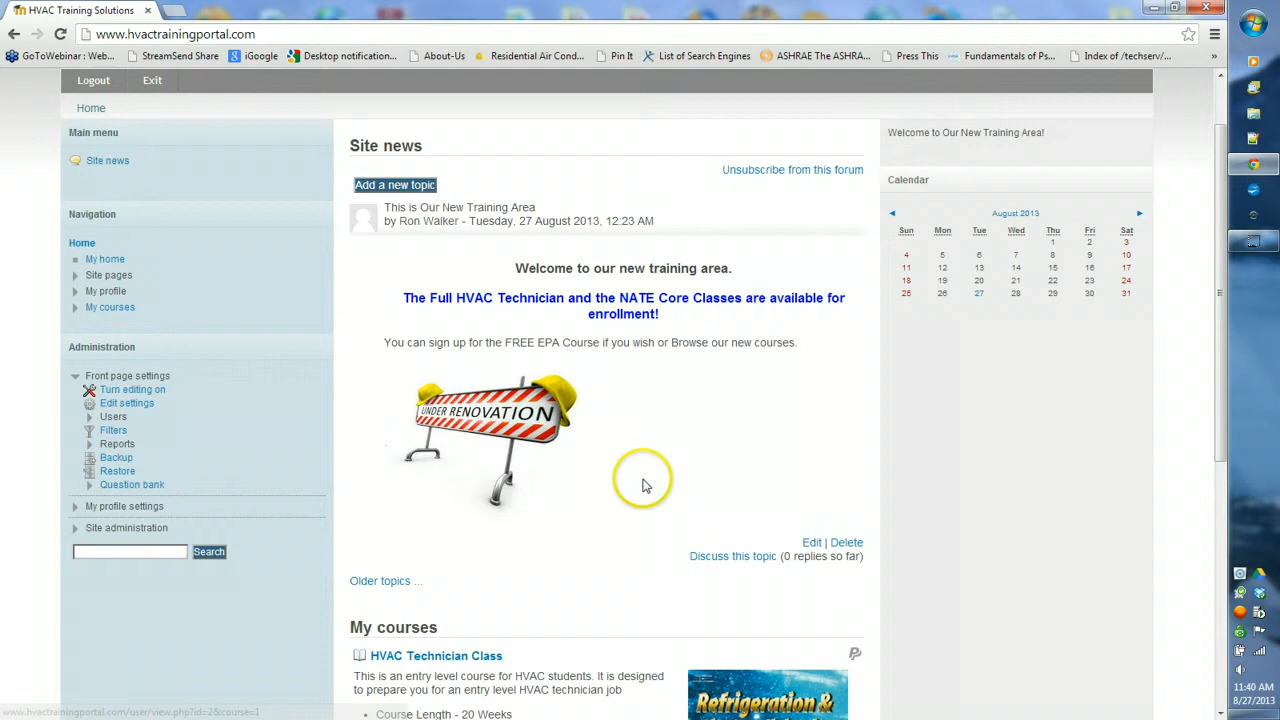 HVAC Training Solutions
www.hvactrainingportal.com
GoToWebinar : Web: StreamSend Share iGoogle Desktop notification... About-Us Residential Air Cond... Pin It List of Search Engines ASHRAE The ASHRA... Press This Fundamentals of Ps... Index of /techserv/... »
Logout Exit
Home
Main menu
Site news
Navigation
Home
My home
Site pages
My profile
My courses
Administration
Front page settings
Turn editing on
Edit settings
Users
Filters
Reports
Backup
Restore
Question bank
My profile settings
Site administration
Search
Site news
Unsubscribe from this forum
Add a new topic
This is Our New Training Area
by Ron Walker - Tuesday, 27 August 2013, 12:23 AM
Welcome to our new training area.
The Full HVAC Technician and the NATE Core Classes are available for
enrollment!
You can sign up for the FREE EPA Course if you wish or Browse our new courses.
UNDER RENOVATION
Edit | Delete
Discuss this topic (0 replies so far)
Older topics ...
My courses
HVAC Technician Class
This is an entry level course for HVAC students. It is designed
to prepare you for an entry level HVAC technician job
Course Length - 20 Weeks
Refrigeration &
Welcome to Our New Training Area!
Calendar
August 2013
Sun Mon Tue Wed Thu Fri Sat
1 2 3
4 5 6 7 8 9 10
11 12 13 14 15 16 17
18 19 20 21 22 23 24
25 26 27 28 29 30 31
www.hvactrainingportal.com/user/view.php?id=2&course=1
11:40 AM
8/27/2013